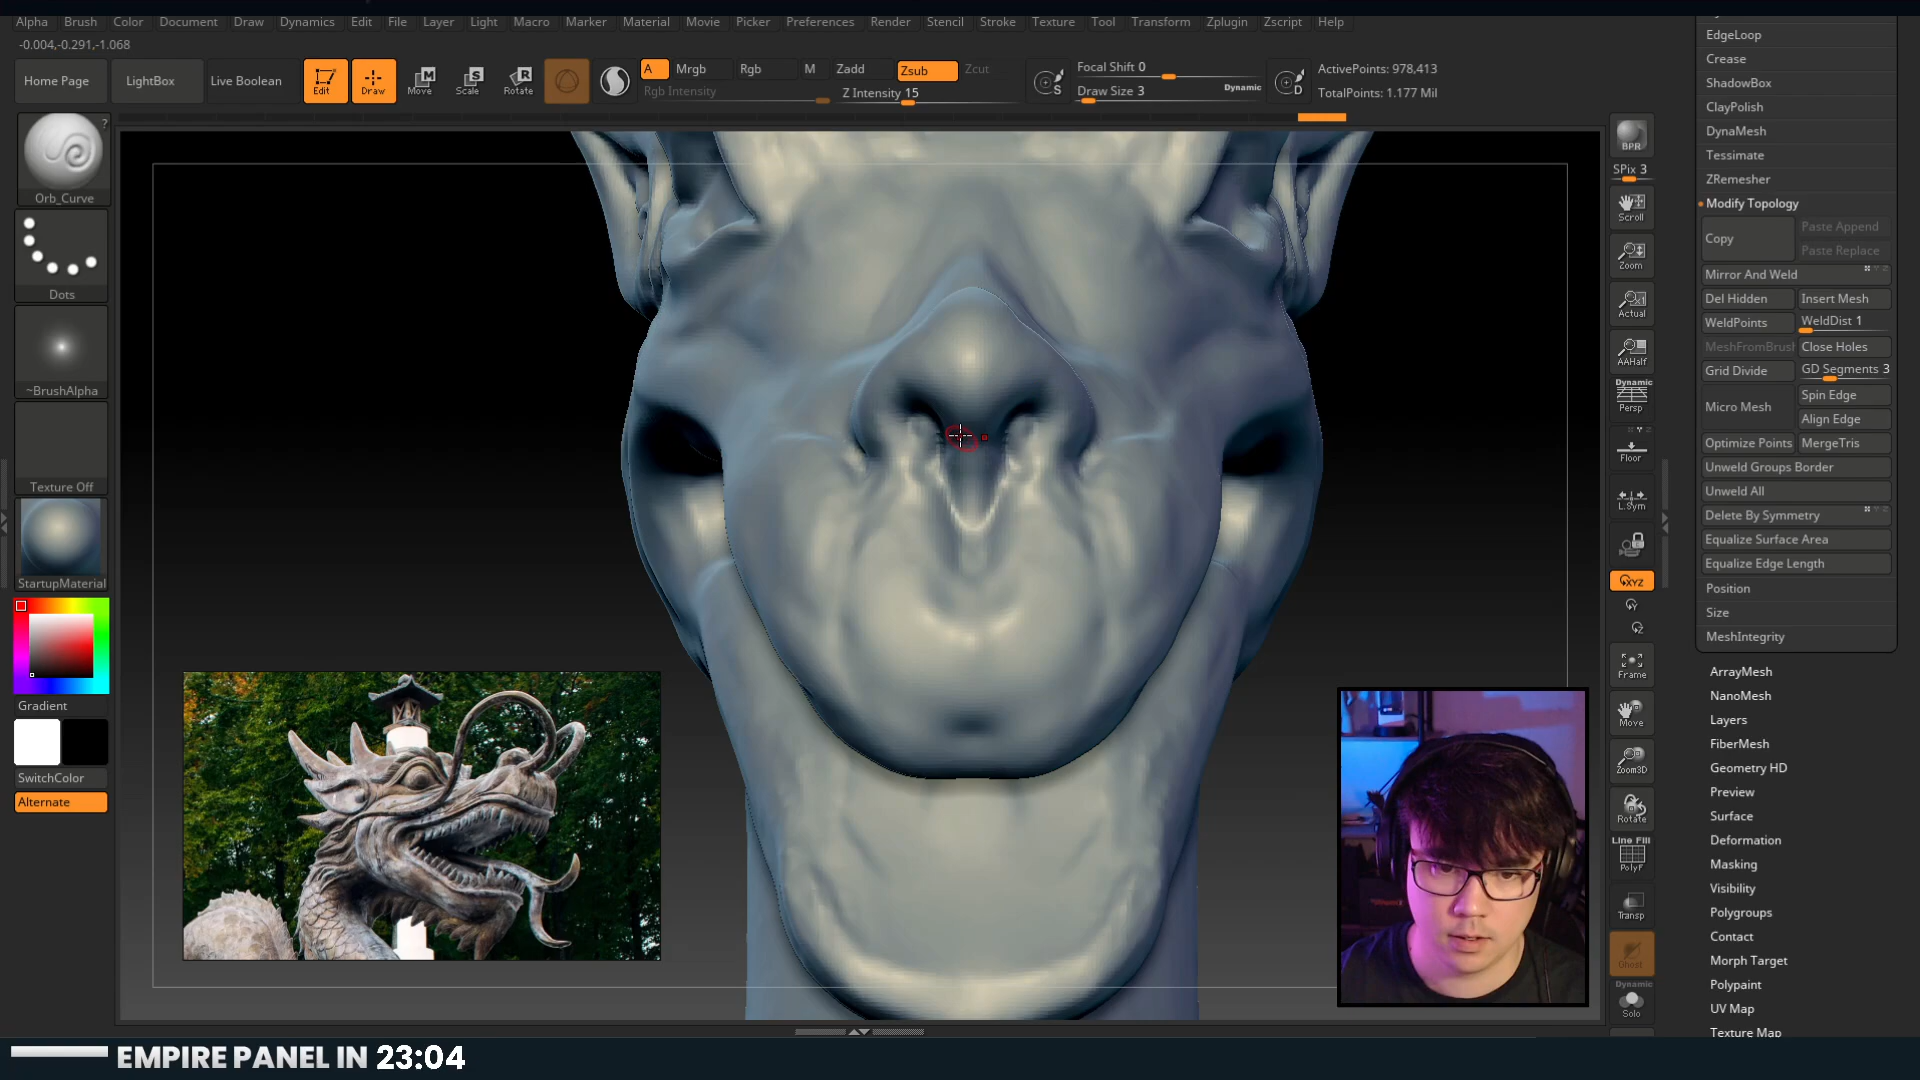 Alpha Brush Color Document Draw Dynamics Edit File Layer Light Macro Marker Material Movie Picker Preferences Render Stencil Stroke Texture Tool Transform Zplugin Zscript Help
-0.004,-0.291,-1.068
Home Page
LightBox
Live Boolean
Edit
Draw
M
Move
S
Scale
R
Rotate
A
Mrgb
Rgb
M
Zadd
Zsub
Zcut
Rgb Intensity
Z Intensity 15
S
Focal Shift 0
Draw Size 3
Dynamic
D
ActivePoints: 978,413
TotalPoints: 1.177 Mil
?
Orb_Curve
Dots
~BrushAlpha
Texture Off
StartupMaterial
Gradient
SwitchColor
Alternate
BPR
SPix 3
Scroll
Zoom
Actual
AAHalf
Dynamic
Persp
Floor
L.Sym
XYZ
Y
Z
Frame
Move
Zoom3D
Rotate
Line Fill
PolyF
Transp
Ghost
Dynamic
Solo
EdgeLoop
Crease
ShadowBox
ClayPolish
DynaMesh
Tessimate
ZRemesher
Modify Topology
Copy
Paste Append
Paste Replace
Mirror And Weld
Del Hidden
Insert Mesh
WeldPoints
WeldDist 1
MeshFromBrush
Close Holes
Grid Divide
GD Segments 3
Micro Mesh
Spin Edge
Align Edge
Optimize Points
MergeTris
Unweld Groups Border
Unweld All
Delete By Symmetry
Equalize Surface Area
Equalize Edge Length
Position
Size
MeshIntegrity
ArrayMesh
NanoMesh
Layers
FiberMesh
Geometry HD
Preview
Surface
Deformation
Masking
Visibility
Polygroups
Contact
Morph Target
Polypaint
UV Map
Texture Map
EMPIRE PANEL IN 23:04